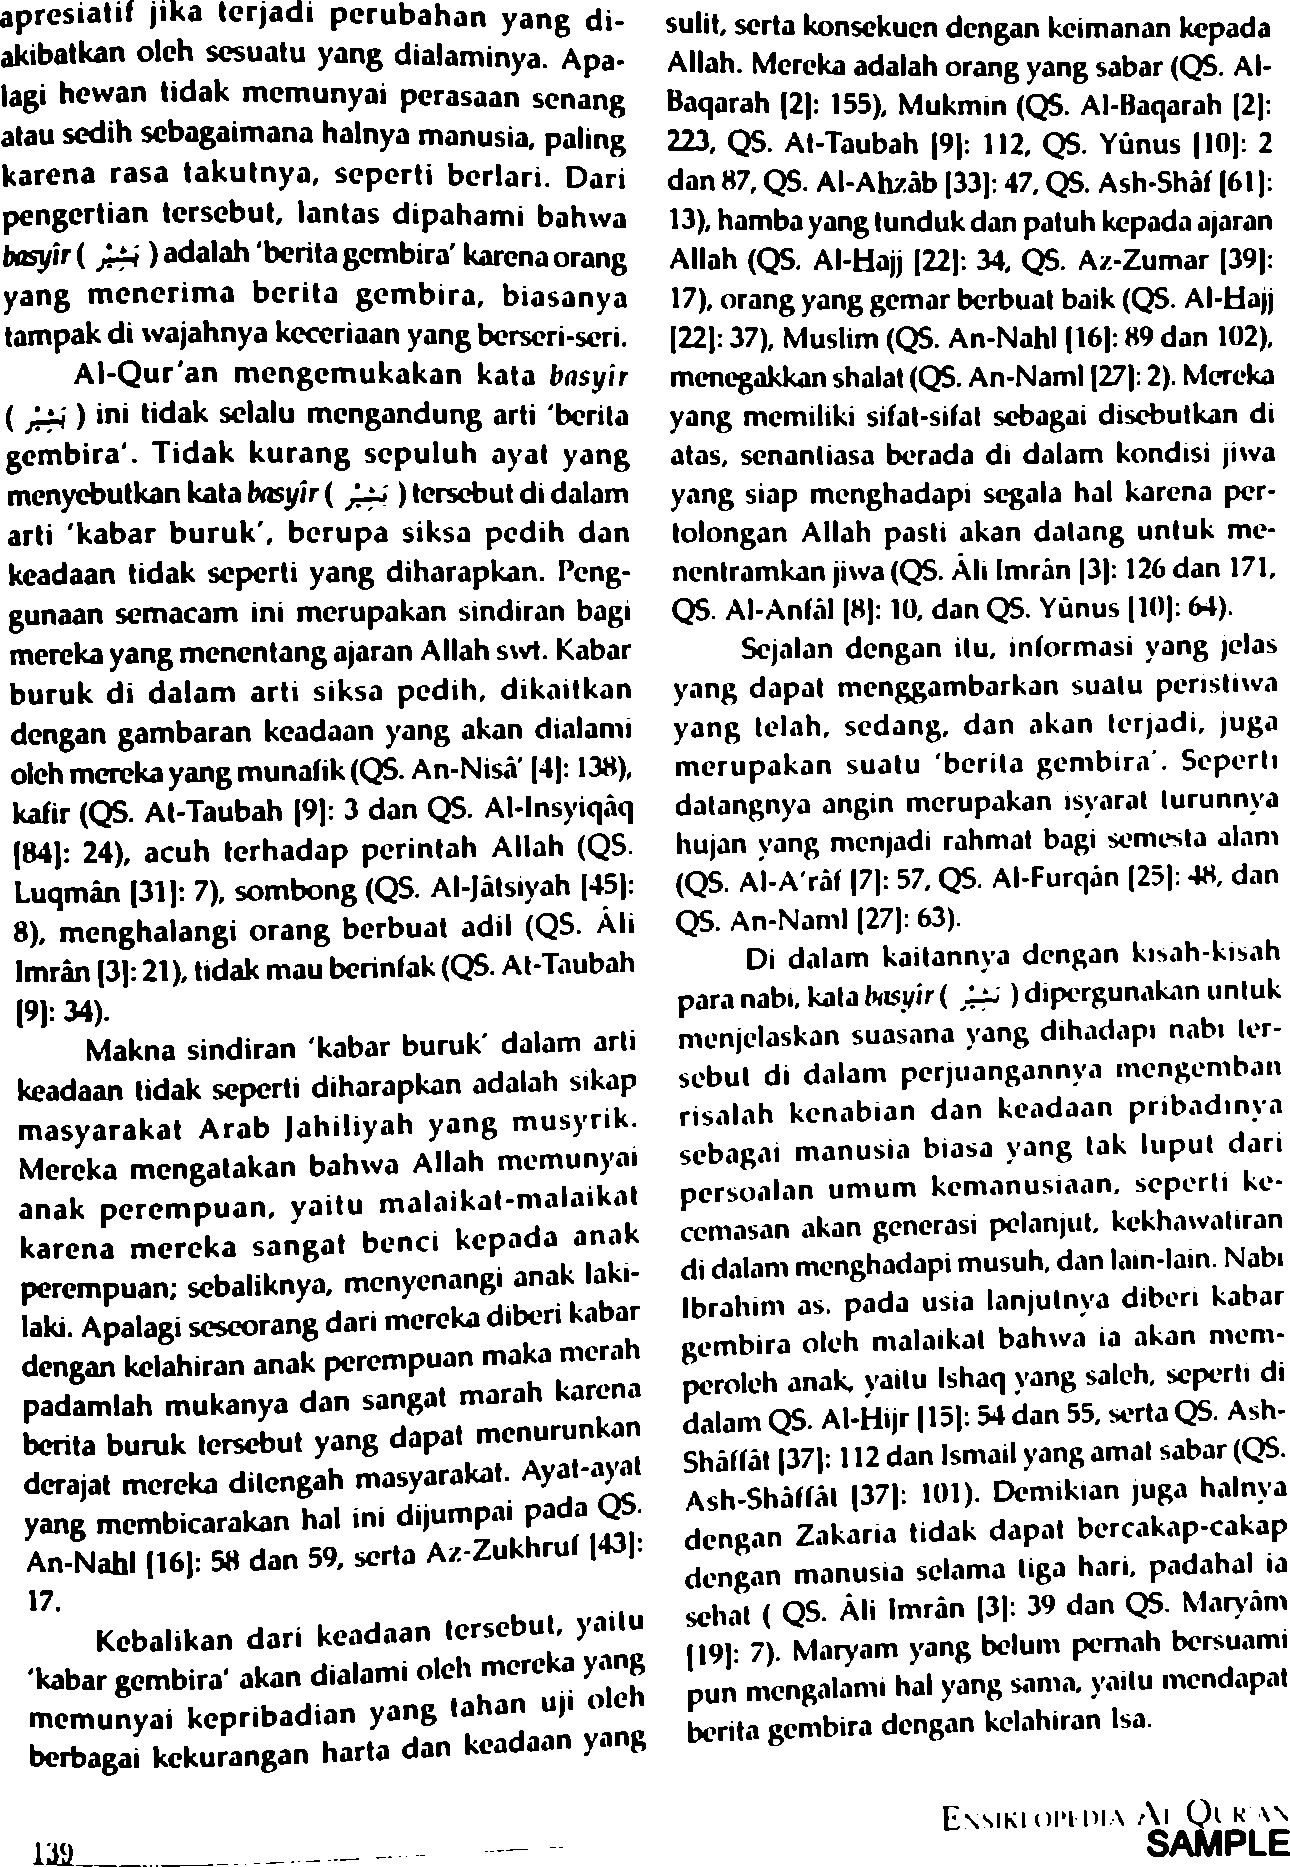 apresiatif jika terjadi perubahan yang di-
akibatkan oleh sesuatu yang dialaminya. Apa-
lagi hewan tidak memunyai perasaan senang
atau sedih sebagaimana halnya manusia, paling
karena rasa takutnya, seperti berlari. Dari
pengertian tersebut, lantas dipahami bahwa
basyîr ( بَشِيْر ) adalah 'berita gembira' karena orang
yang menerima berita gembira, biasanya
tampak di wajahnya keceriaan yang berseri-seri.
Al-Qur'an mengemukakan kata basyir
( بَشِيْر ) ini tidak selalu mengandung arti 'berita
gembira'. Tidak kurang sepuluh ayat yang
menyebutkan kata basyîr ( بَشِيْر ) tersebut di dalam
arti 'kabar buruk', berupa siksa pedih dan
keadaan tidak seperti yang diharapkan. Peng-
gunaan semacam ini merupakan sindiran bagi
mereka yang menentang ajaran Allah swt. Kabar
buruk di dalam arti siksa pedih, dikaitkan
dengan gambaran keadaan yang akan dialami
oleh mereka yang munafik (QS. An-Nisâ' [4]: 138),
kafir (QS. At-Taubah [9]: 3 dan QS. Al-Insyiqâq
[84]: 24), acuh terhadap perintah Allah (QS.
Luqmân [31]: 7), sombong (QS. Al-Jâtsiyah [45]:
8), menghalangi orang berbuat adil (QS. Âli
Imrân [3]: 21), tidak mau berinfak (QS. At-Taubah
[9]: 34).
Makna sindiran 'kabar buruk' dalam arti
keadaan tidak seperti diharapkan adalah sikap
masyarakat Arab Jahiliyah yang musyrik.
Mereka mengatakan bahwa Allah memunyai
anak perempuan, yaitu malaikat-malaikat
karena mereka sangat benci kepada anak
perempuan; sebaliknya, menyenangi anak laki-
laki. Apalagi seseorang dari mereka diberi kabar
dengan kelahiran anak perempuan maka merah
padamlah mukanya dan sangat marah karena
berita buruk tersebut yang dapat menurunkan
derajat mereka ditengah masyarakat. Ayat-ayat
yang membicarakan hal ini dijumpai pada QS.
An-Nahl [16]: 58 dan 59, serta Az-Zukhruf [43]:
17.
Kebalikan dari keadaan tersebut, yaitu
'kabar gembira' akan dialami oleh mereka yang
memunyai kepribadian yang tahan uji oleh
berbagai kekurangan harta dan keadaan yang
sulit, serta konsekuen dengan keimanan kepada
Allah. Mereka adalah orang yang sabar (QS. Al-
Baqarah [2]: 155), Mukmin (QS. Al-Baqarah [2]:
223, QS. At-Taubah [9]: 112, QS. Yûnus [10]: 2
dan 87, QS. Al-Ahzâb [33]: 47, QS. Ash-Shâf [61]:
13), hamba yang tunduk dan patuh kepada ajaran
Allah (QS. Al-Hajj [22]: 34, QS. Az-Zumar [39]:
17), orang yang gemar berbuat baik (QS. Al-Hajj
[22]: 37), Muslim (QS. An-Nahl [16]: 89 dan 102),
menegakkan shalat (QS. An-Naml [27]: 2). Mereka
yang memiliki sifat-sifat sebagai disebutkan di
atas, senantiasa berada di dalam kondisi jiwa
yang siap menghadapi segala hal karena per-
tolongan Allah pasti akan datang untuk me-
nentramkan jiwa (QS. Âli Imrân [3]: 126 dan 171,
QS. Al-Anfâl [8]: 10, dan QS. Yûnus [10]: 64).
Sejalan dengan itu, informasi yang jelas
yang dapat menggambarkan suatu peristiwa
yang telah, sedang, dan akan terjadi, juga
merupakan suatu 'berita gembira'. Seperti
datangnya angin merupakan isyarat turunnya
hujan yang menjadi rahmat bagi semesta alam
(QS. Al-A'râf [7]: 57, QS. Al-Furqân [25]: 48, dan
QS. An-Naml [27]: 63).
Di dalam kaitannya dengan kisah-kisah
para nabi, kata basyîr ( بَشِيْر ) dipergunakan untuk
menjelaskan suasana yang dihadapi nabi ter-
sebut di dalam perjuangannya mengemban
risalah kenabian dan keadaan pribadinya
sebagai manusia biasa yang tak luput dari
persoalan umum kemanusiaan, seperti ke-
cemasan akan generasi pelanjut, kekhawatiran
di dalam menghadapi musuh, dan lain-lain. Nabi
Ibrahim as. pada usia lanjutnya diberi kabar
gembira oleh malaikat bahwa ia akan mem-
peroleh anak, yaitu Ishaq yang saleh, seperti di
dalam QS. Al-Hijr [15]: 54 dan 55, serta QS. Ash-
Shâffât [37]: 112 dan Ismail yang amat sabar (QS.
Ash-Shâffât [37]: 101). Demikian juga halnya
dengan Zakaria tidak dapat bercakap-cakap
dengan manusia selama tiga hari, padahal ia
sehat ( QS. Âli Imrân [3]: 39 dan QS. Maryâm
[19]: 7). Maryam yang belum pernah bersuami
pun mengalami hal yang sama, yaitu mendapat
berita gembira dengan kelahiran Isa.
ENSIKLOPEDIA AL QURAN
SAMPLE
139